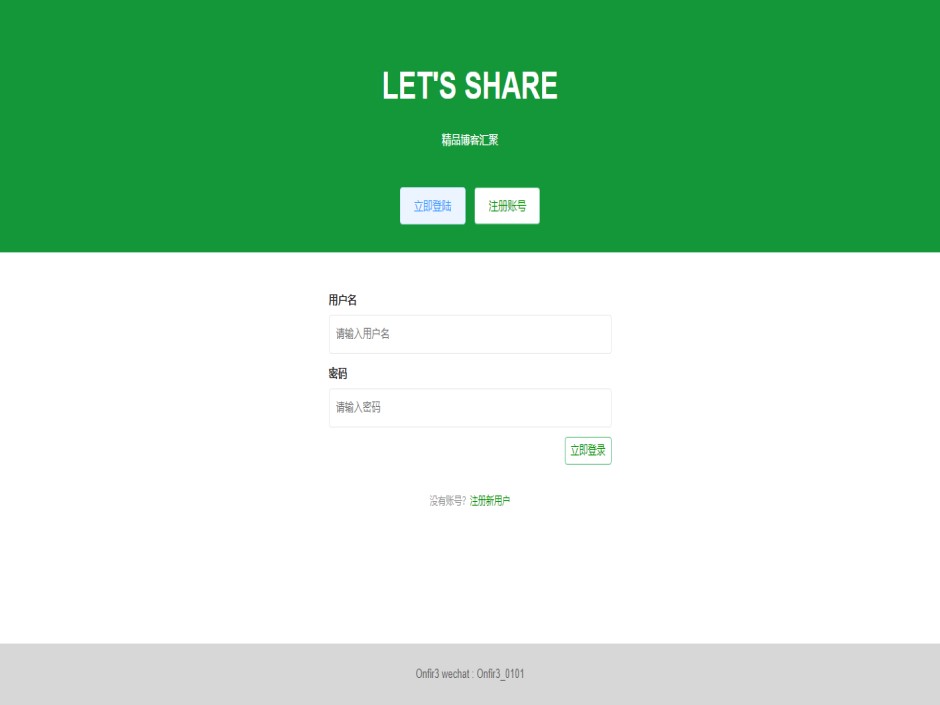 LET'S SHARE
精品博客汇聚
立即登陆 注册账号
用户名
请输入用户名
密码
请输入密码
立即登录
没有账号? 注册新用户
Onfir3 wechat : Onfir3_0101